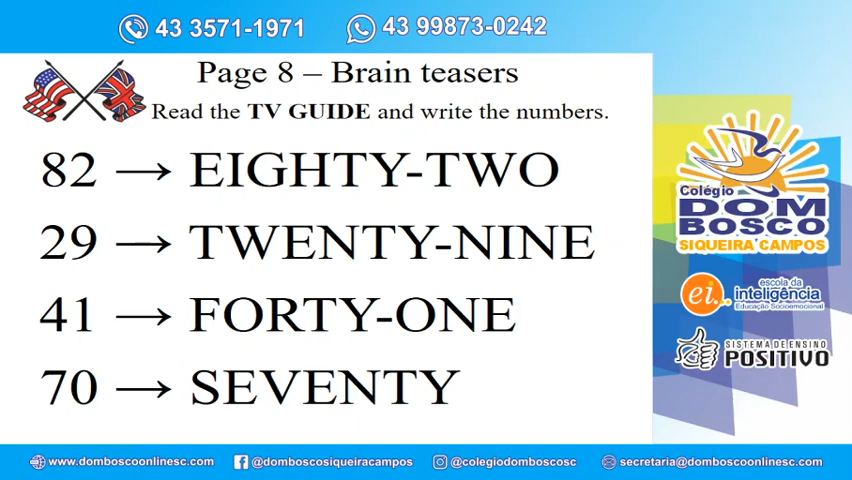 43 3571-1971 43 99873-0242
Page 8 – Brain teasers
Read the TV GUIDE and write the numbers.
82 → EIGHTY-TWO
29 → TWENTY-NINE
41 → FORTY-ONE
70 → SEVENTY
Colégio
DOM
BOSCO
SIQUEIRA CAMPOS
ei...
escola da
inteligência
Educação Socioemocional
SISTEMA DE ENSINO
POSITIVO
www.domboscoonlinesc.com @domboscosiqueiracampos @colegiodomboscosc secretaria@domboscoonlinesc.com